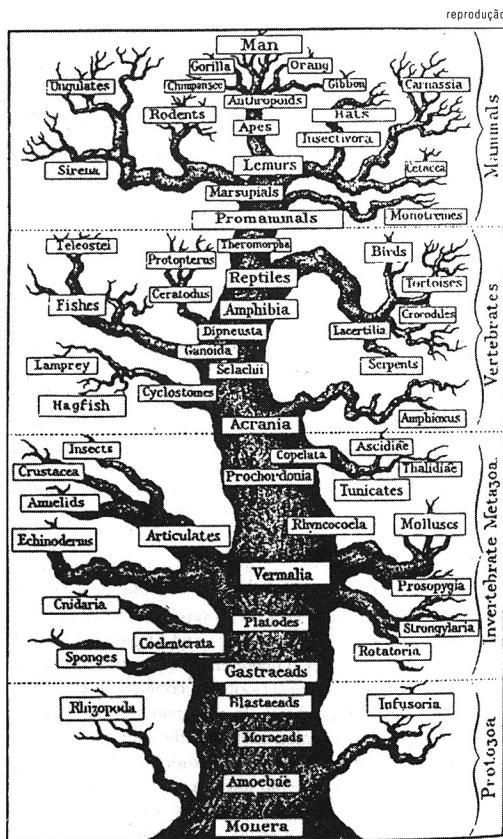 reprodução
Man
Gorilla
Orang
Chimpansee
Gibbon
Anthropoids
Apes
Ungulates
Rodents
Bats
Carnassia
Insectivora
Lemurs
Sirena
Cetacea
Marsupials
Promammals
Monotremes
Mammals
Theromorpha
Teleostei
Protopterus
Birds
Reptiles
Tortoises
Ceratodus
Fishes
Amphibia
Crocodiles
Dipneusta
Lacertilia
Ganoida
Serpents
Lamprey
Selachii
Cyclostomes
Hagfish
Amphioxus
Acrania
Vertebrates
Insects
Ascidiae
Copelata
Crustacea
Thalidiae
Prochordonia
Tunicates
Annelids
Rhyncocoela
Molluscs
Echinoderms
Articulates
Vermalia
Prosopygia
Cnidaria
Platodes
Strongylaria
Coelenterata
Rotatoria
Sponges
Gastraeads
Invertebrate Metazoa
Blastaeads
Rhizopoda
Infusoria
Moraeads
Amoebae
Monera
Protozoa